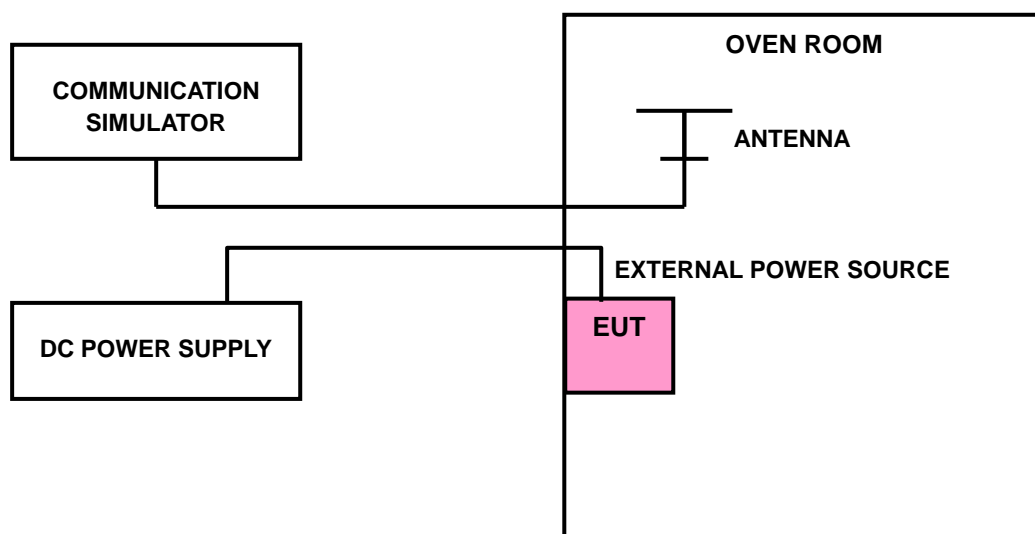 OVEN ROOM
COMMUNICATION
SIMULATOR
ANTENNA
EXTERNAL POWER SOURCE
EUT
DC POWER SUPPLY